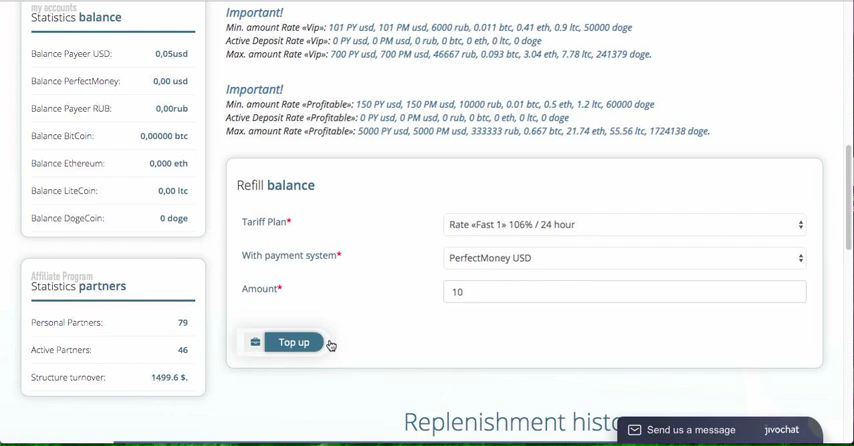 my accounts
Statistics balance
Balance Payeer USD: 0,05usd
Balance PerfectMoney: 0,00 usd
Balance Payeer RUB: 0,00rub
Balance BitCoin: 0,00000 btc
Balance Ethereum: 0,000 eth
Balance LiteCoin: 0,00 ltc
Balance DogeCoin: 0 doge
Affiliate Program
Statistics partners
Personal Partners: 79
Active Partners: 46
Structure turnover: 1499.6 $.
Important!
Min. amount Rate «Vip»: 101 PY usd, 101 PM usd, 6000 rub, 0.011 btc, 0.41 eth, 0.9 ltc, 50000 doge
Active Deposit Rate «Vip»: 0 PY usd, 0 PM usd, 0 rub, 0 btc, 0 eth, 0 ltc, 0 doge
Max. amount Rate «Vip»: 700 PY usd, 700 PM usd, 46667 rub, 0.093 btc, 3.04 eth, 7.78 ltc, 241379 doge.
Important!
Min. amount Rate «Profitable»: 150 PY usd, 150 PM usd, 10000 rub, 0.01 btc, 0.5 eth, 1.2 ltc, 60000 doge
Active Deposit Rate «Profitable»: 0 PY usd, 0 PM usd, 0 rub, 0 btc, 0 eth, 0 ltc, 0 doge
Max. amount Rate «Profitable»: 5000 PY usd, 5000 PM usd, 333333 rub, 0.667 btc, 21.74 eth, 55.56 ltc, 1724138 doge.
Refill balance
Tariff Plan* Rate «Fast 1» 106% / 24 hour
With payment system* PerfectMoney USD
Amount* 10
Top up
Replenishment histo
Send us a message jivochat